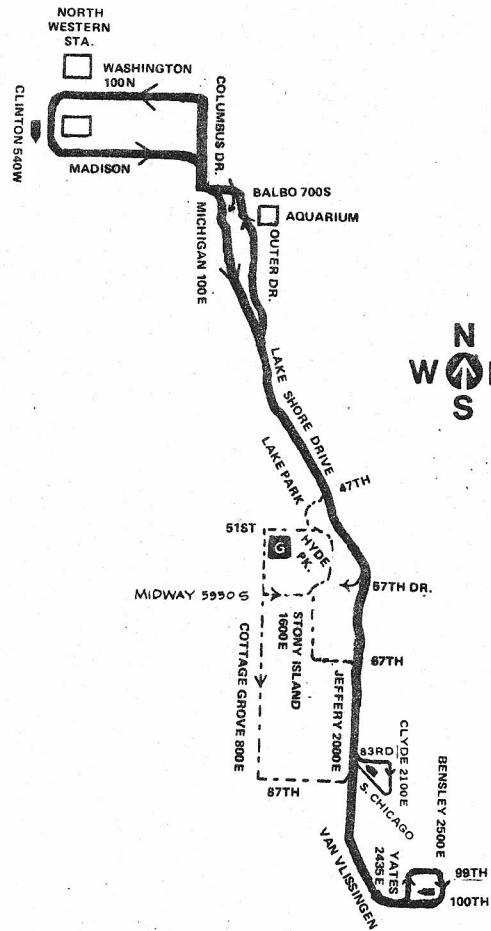 NORTH
WESTERN
STA.
WASHINGTON
100N
CLINTON 540W
MADISON
COLUMBUS DR.
BALBO 700S
AQUARIUM
MICHIGAN 100E
OUTER DR.
N
W
S
LAKE SHORE DRIVE
LAKE PARK
47TH
51ST
G
HYDE
PK.
57TH DR.
MIDWAY 5930 S
STONY ISLAND
1600E
COTTAGE GROVE 800E
67TH
JEFFERY 2000E
83RD
CLYDE 2100E
S. CHICAGO
87TH
BENSLEY 2500E
YATES
2435E
99TH
100TH
VAN VLISSINGEN